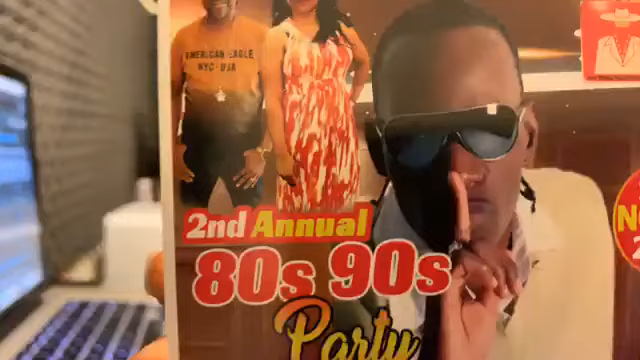 AMERICAN EAGLE
NYC-USA
2nd Annual
80s 90s
Party